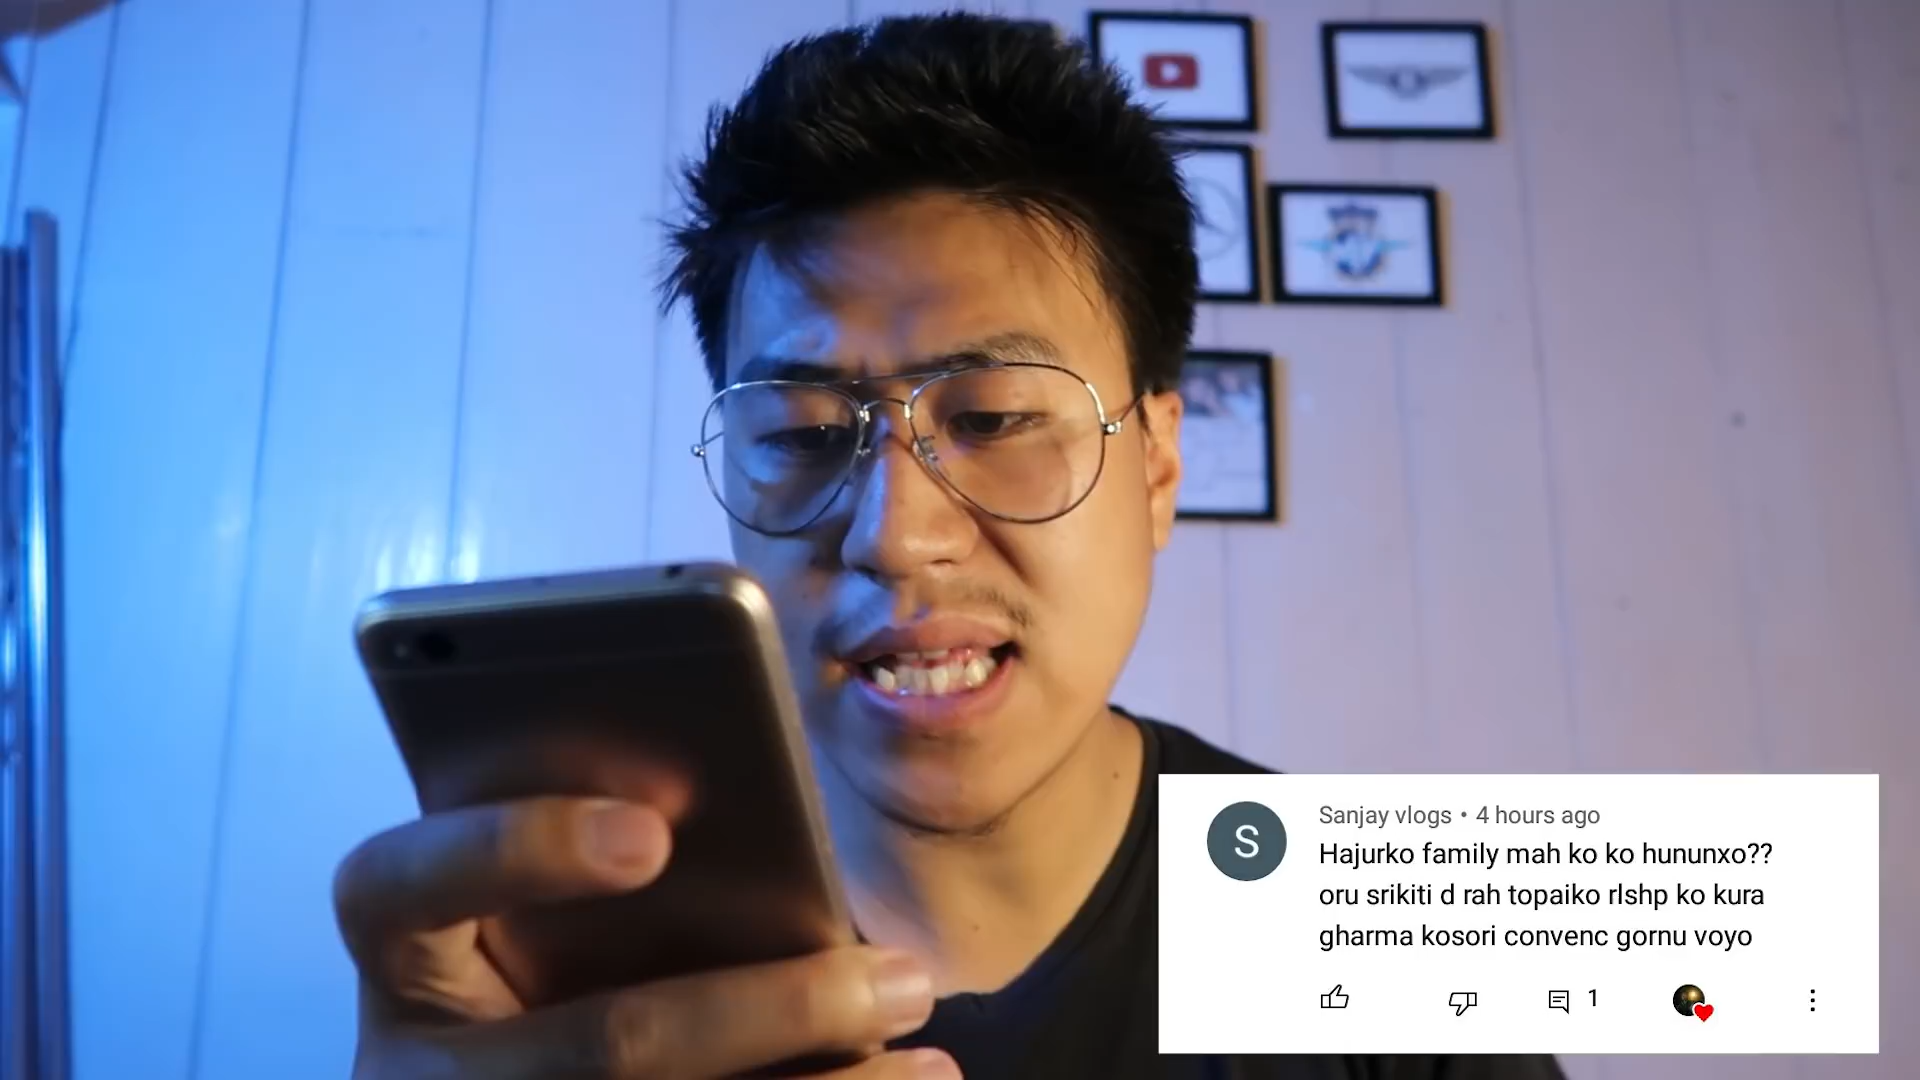 S
Sanjay vlogs • 4 hours ago
Hajurko family mah ko ko hununxo??
oru srikiti d rah topaiko rlshp ko kura
gharma kosori convenc gornu voyo
1